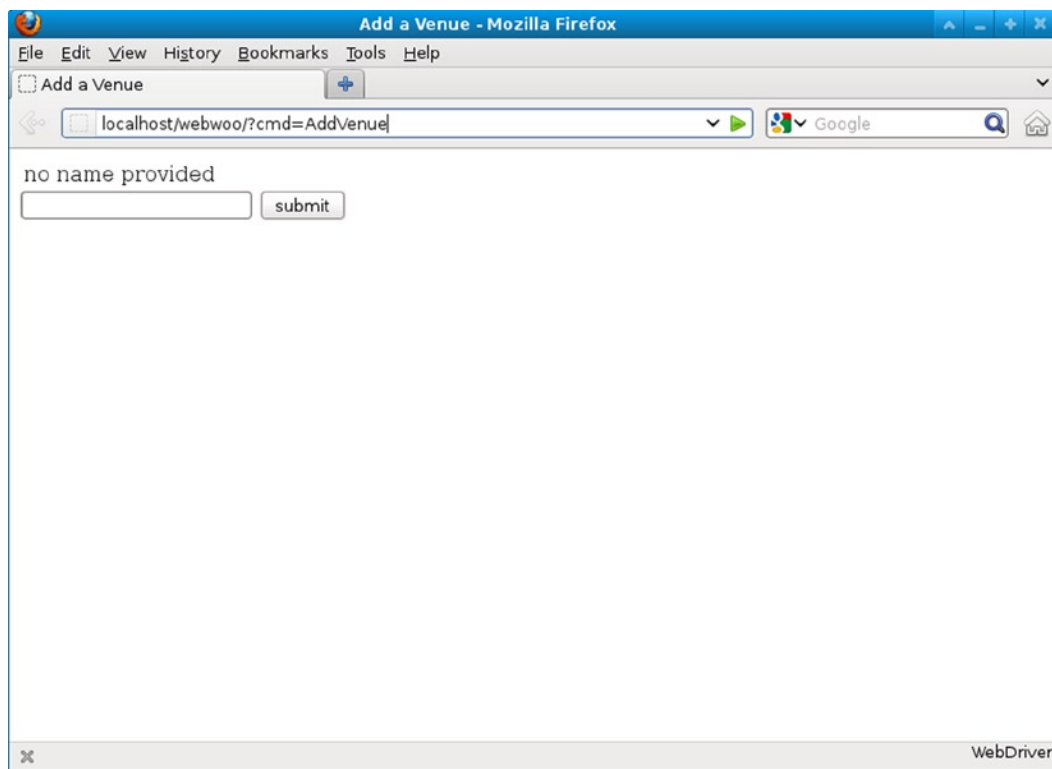 Add a Venue - Mozilla Firefox
File Edit View History Bookmarks Tools Help
Add a Venue
localhost/webwoo/?cmd=AddVenue Google
no name provided
submit
WebDriver